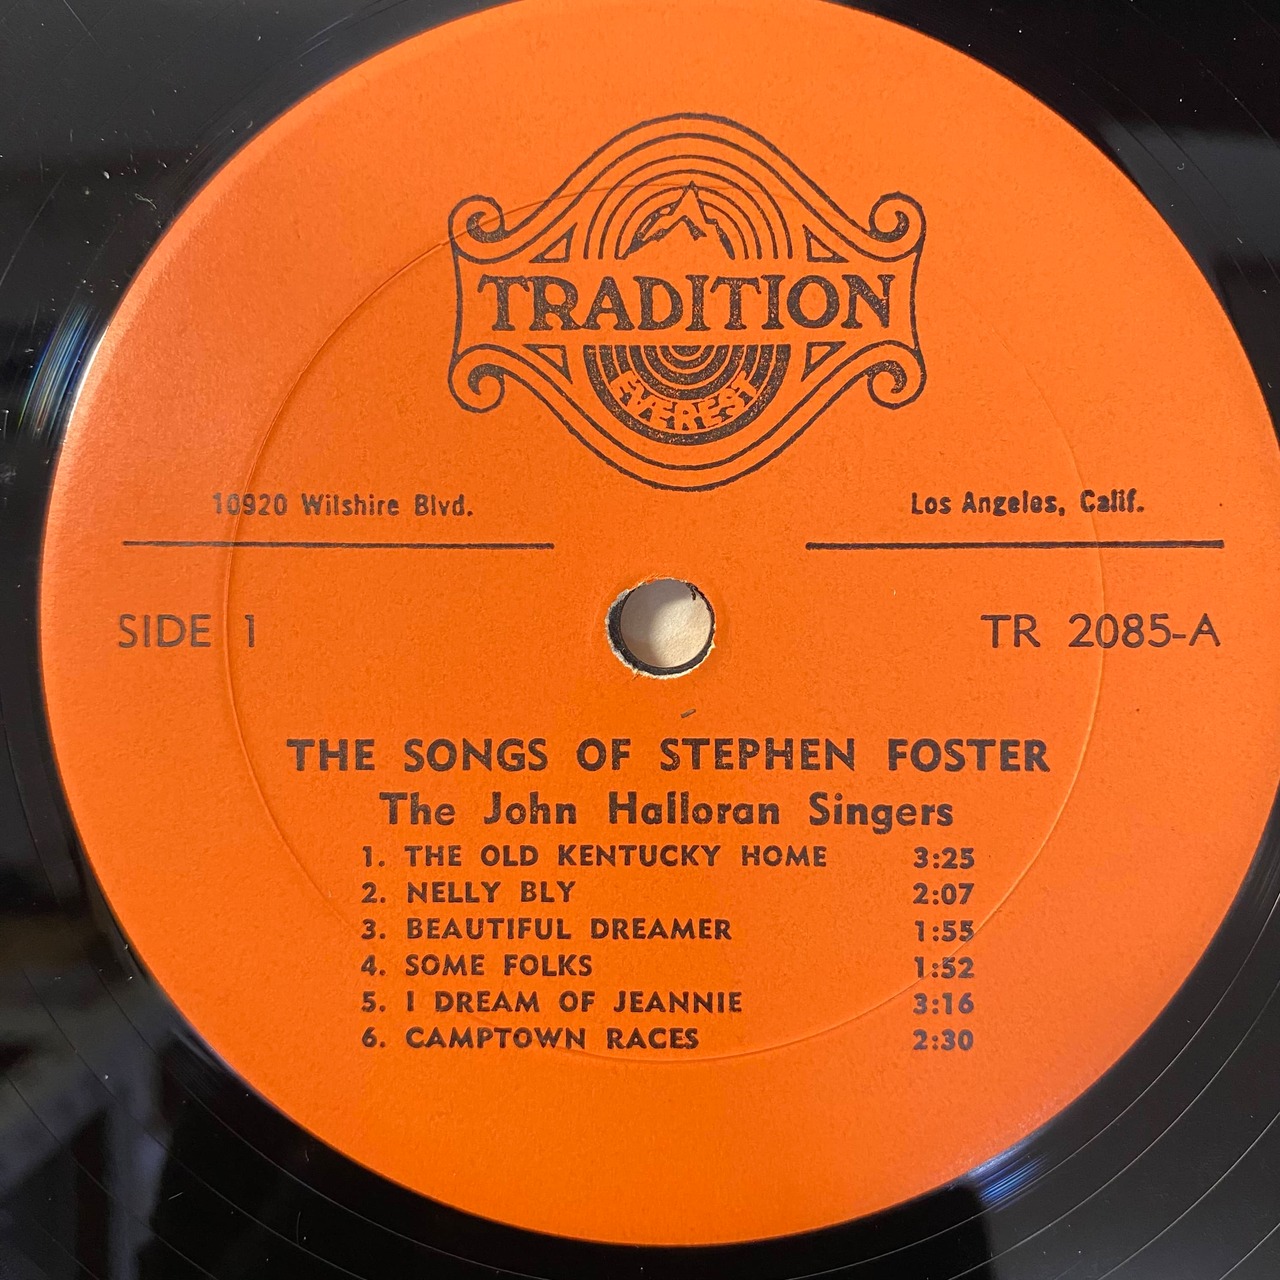 TRADITION
EVEREST
10920 Wilshire Blvd. Los Angeles, Calif.
SIDE 1 TR 2085-A
THE SONGS OF STEPHEN FOSTER
The John Halloran Singers
1. THE OLD KENTUCKY HOME 3:25
2. NELLY BLY 2:07
3. BEAUTIFUL DREAMER 1:55
4. SOME FOLKS 1:52
5. I DREAM OF JEANNIE 3:16
6. CAMPTOWN RACES 2:30